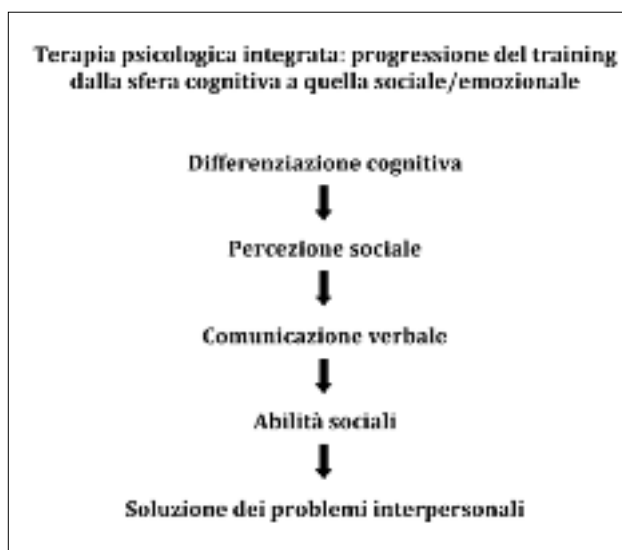 Terapia psicologica integrata: progressione del training
dalla sfera cognitiva a quella sociale/emozionale
Differenziazione cognitiva
Percezione sociale
Comunicazione verbale
Abilità sociali
Soluzione dei problemi interpersonali